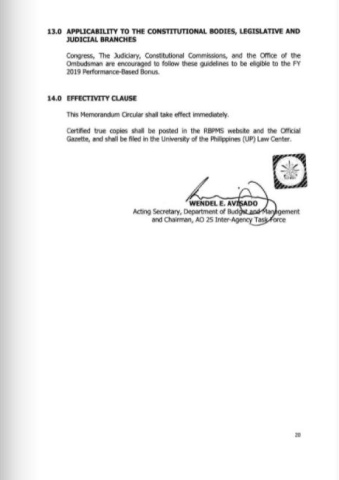 13.0 APPLICABILITY TO THE CONSTITUTIONAL BODIES, LEGISLATIVE AND
JUDICIAL BRANCHES
Congress, The Judiciary, Constitutional Commissions, and the Office of the
Ombudsman are encouraged to follow these guidelines to be eligible to the FY
2019 Performance-Based Bonus.
14.0 EFFECTIVITY CLAUSE
This Memorandum Circular shall take effect immediately.
Certified true copies shall be posted in the RBPMS website and the Official
Gazette, and shall be filed in the University of the Philippines (UP) Law Center.
WENDEL E. AVISADO
Acting Secretary, Department of Budget and Management
and Chairman, AO 25 Inter-Agency Task Force